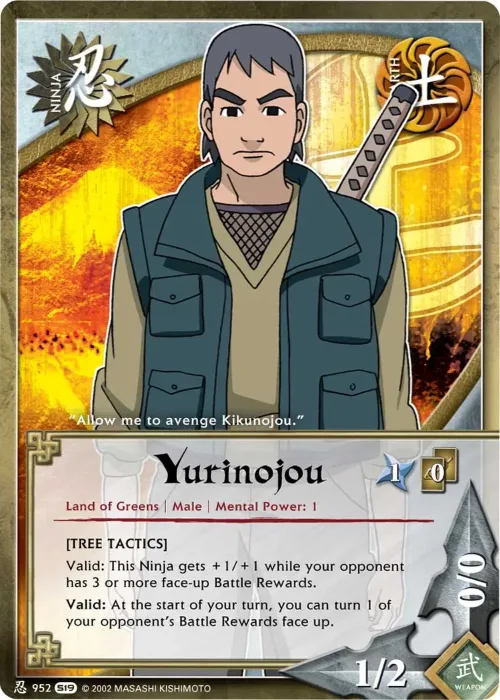 NINJA
忍
EARTH
土
"Allow me to avenge Kikunojou."
Yurinojou
1
0
Land of Greens | Male | Mental Power: 1
[TREE TACTICS]
Valid: This Ninja gets +1/+1 while your opponent
has 3 or more face-up Battle Rewards.
Valid: At the start of your turn, you can turn 1 of
your opponent's Battle Rewards face up.
0/0
1/2
武
WEAPON
忍 952 S19 © 2002 MASASHI KISHIMOTO